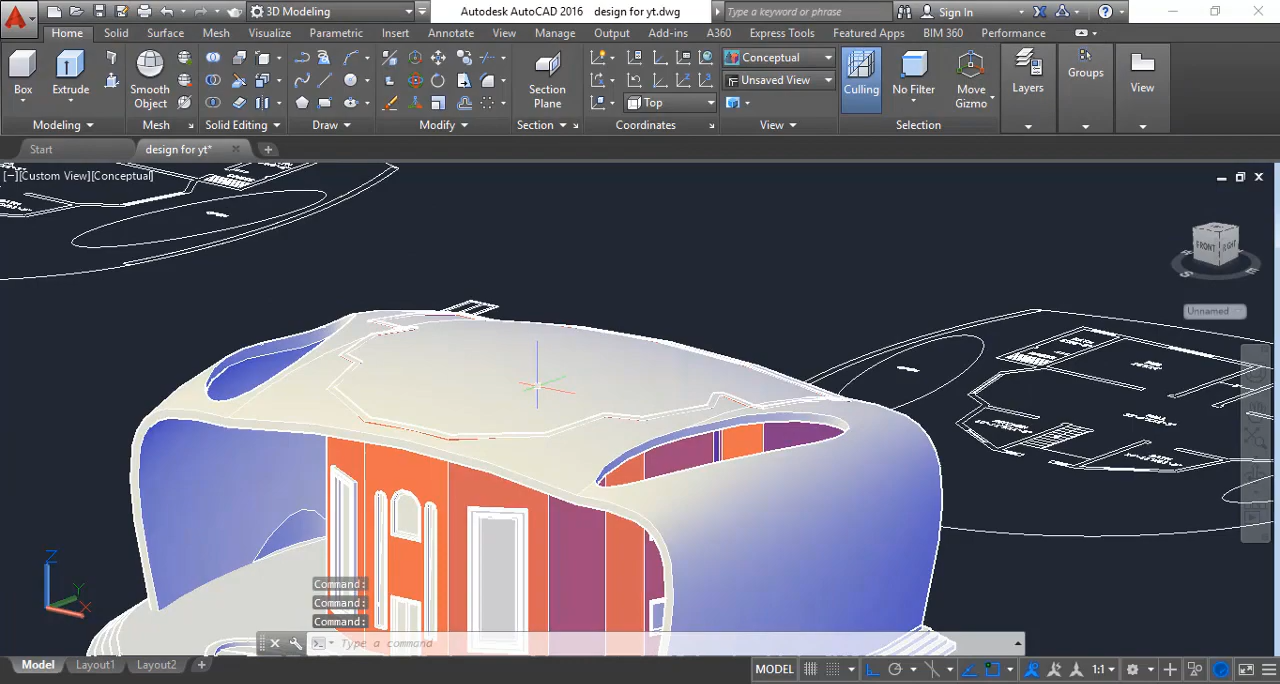 3D Modeling
Autodesk AutoCAD 2016 design for yt.dwg
Type a keyword or phrase
Sign In
Home Solid Surface Mesh Visualize Parametric Insert Annotate View Manage Output Add-ins A360 Express Tools Featured Apps BIM 360 Performance
Box
Extrude
Smooth
Object
Section
Plane
Conceptual
Unsaved View
Top
Culling
No Filter
Move
Gizmo
Layers
Groups
View
Modeling
Mesh
Solid Editing
Draw
Modify
Section
Coordinates
View
Selection
Start
design for yt*
[−][Custom View][Conceptual]
FRONT
RIGHT
S
E
Unnamed
Z
Y
X
Command:
Command:
Command:
Type a command
Model Layout1 Layout2
MODEL
1:1